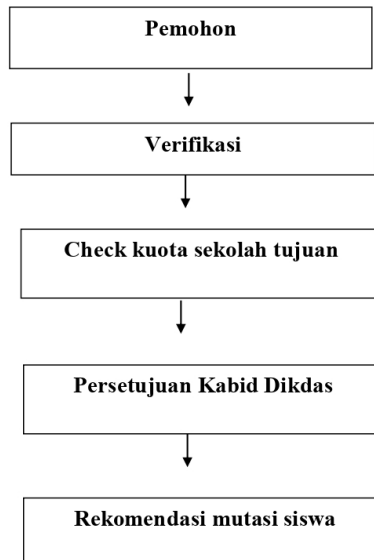 Pemohon
Verifikasi
Check kuota sekolah tujuan
Persetujuan Kabid Dikdas
Rekomendasi mutasi siswa